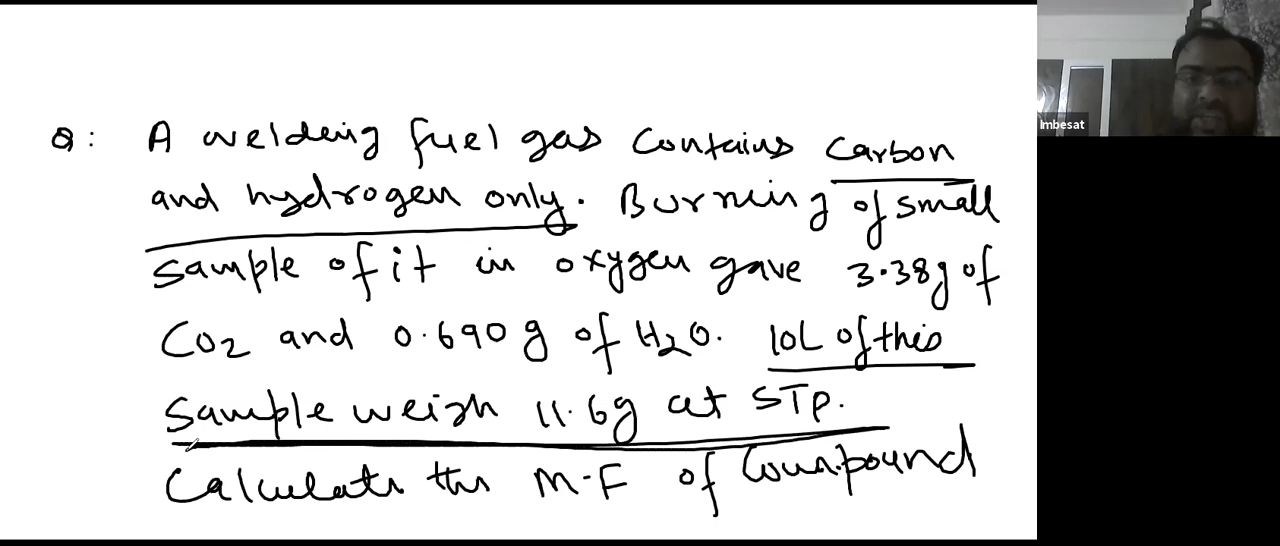 Q: A welding fuel gas contains carbon
and hydrogen only. Burning of small
sample of it in oxygen gave 3.38g of
CO2 and 0.690g of H2O. 10L of this
sample weigh 11.6g at STP.
Calculate the M.F of Compound
Imbesat